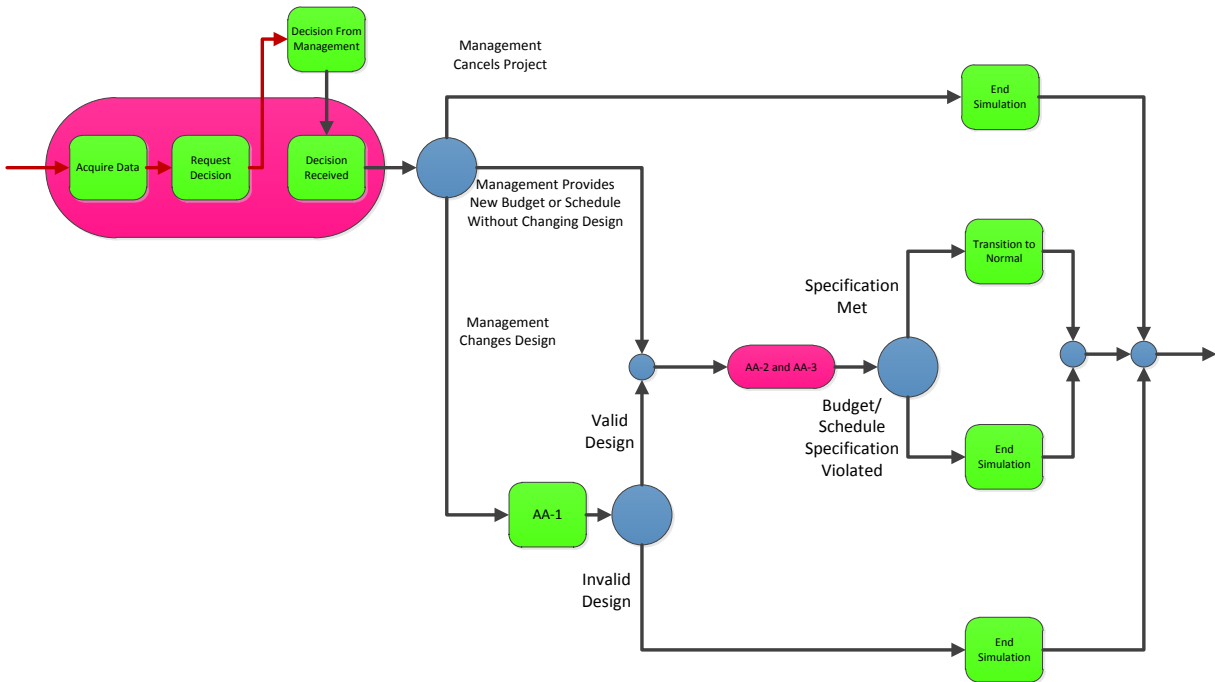 Decision From
Management
Management
Cancels Project
End
Simulation
Acquire Data
Request
Decision
Decision
Received
Management Provides
New Budget or Schedule
Without Changing Design
Transition to
Normal
Specification
Met
Management
Changes Design
AA-2 and AA-3
Budget/
Schedule
Specification
Violated
Valid
Design
End
Simulation
AA-1
Invalid
Design
End
Simulation